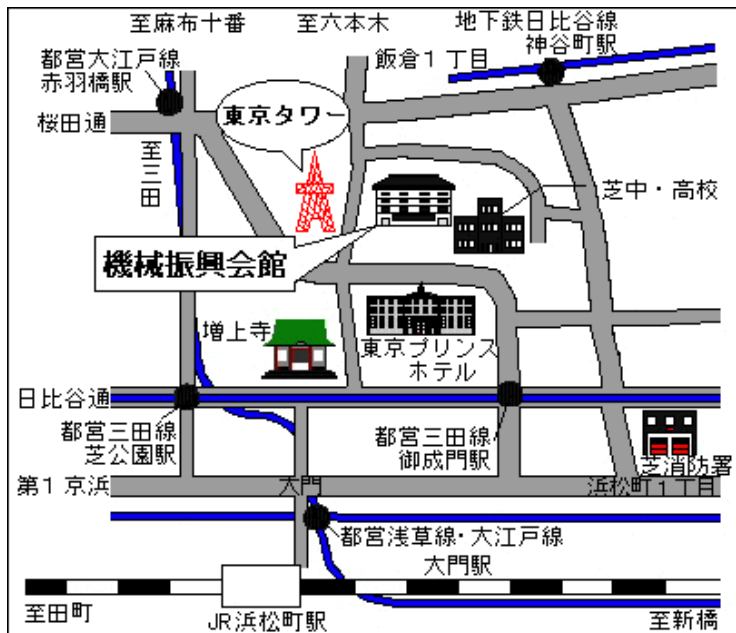 至麻布十番
至六本木
地下鉄日比谷線
神谷町駅
都営大江戸線
赤羽橋駅
飯倉1丁目
桜田通
東京タワー
至三田
芝中・高校
機械振興会館
増上寺
東京プリンス
ホテル
日比谷通
都営三田線
芝公園駅
都営三田線
御成門駅
芝消防署
第1京浜
大門
浜松町1丁目
都営浅草線・大江戸線
大門駅
至田町
JR浜松町駅
至新橋